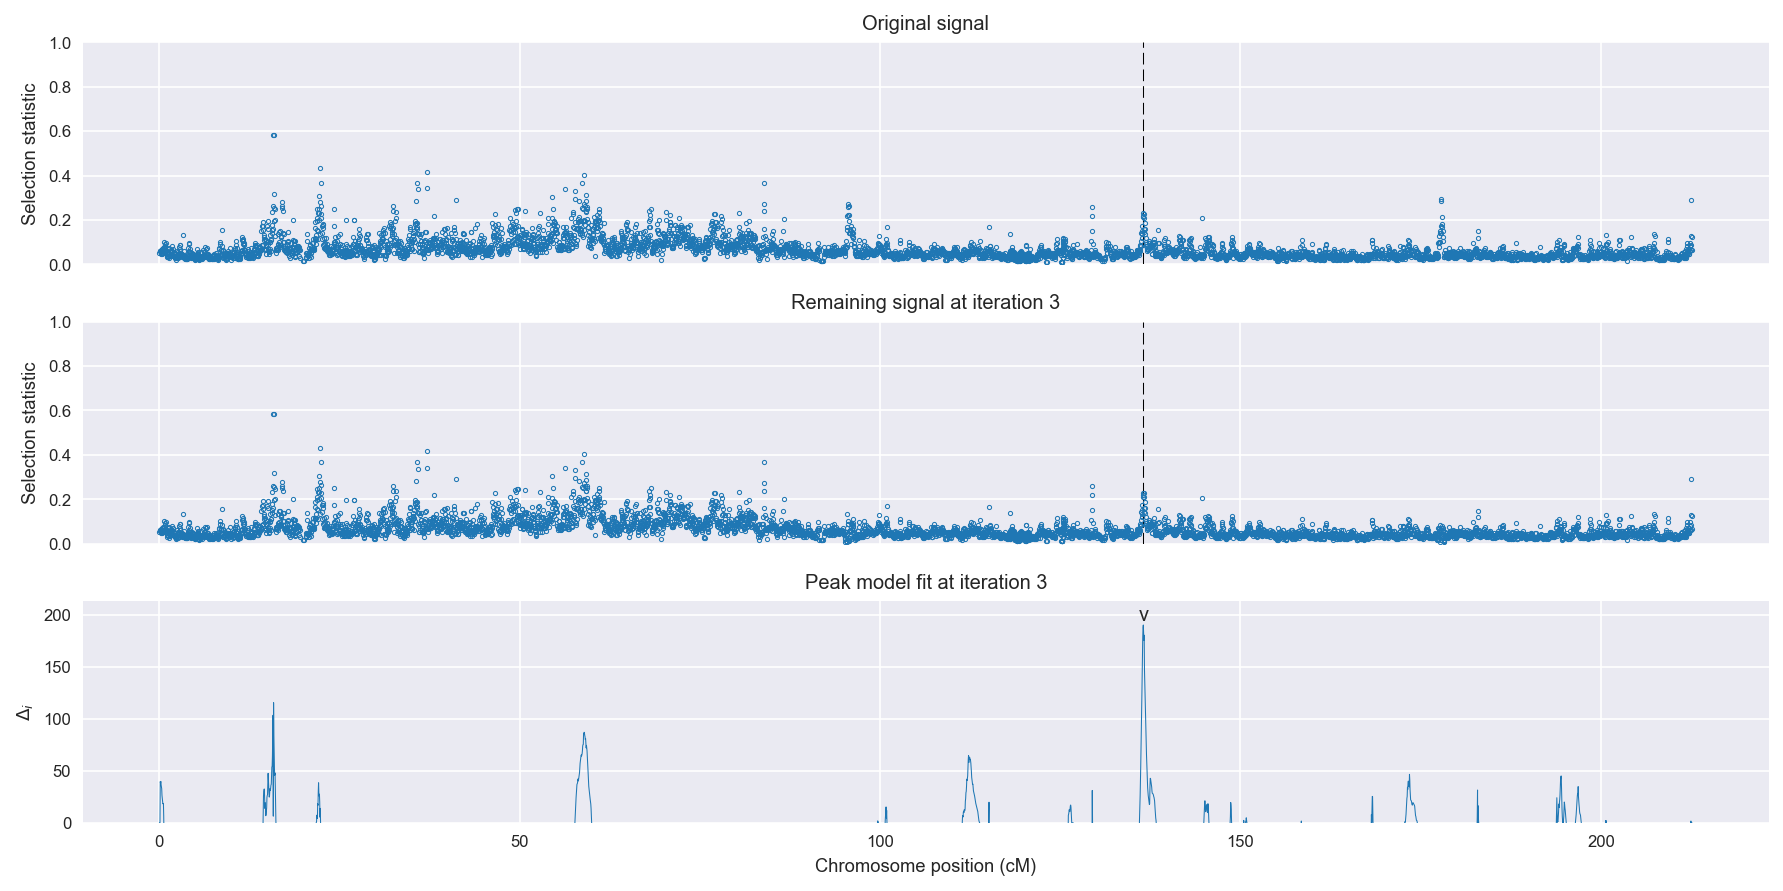 Original signal
1.0
0.8
0.6
0.4
0.2
0.0
Selection statistic
Remaining signal at iteration 3
1.0
0.8
0.6
0.4
0.2
0.0
Selection statistic
Peak model fit at iteration 3
v
200
150
100
50
0
Δi
0 50 100 150 200
Chromosome position (cM)